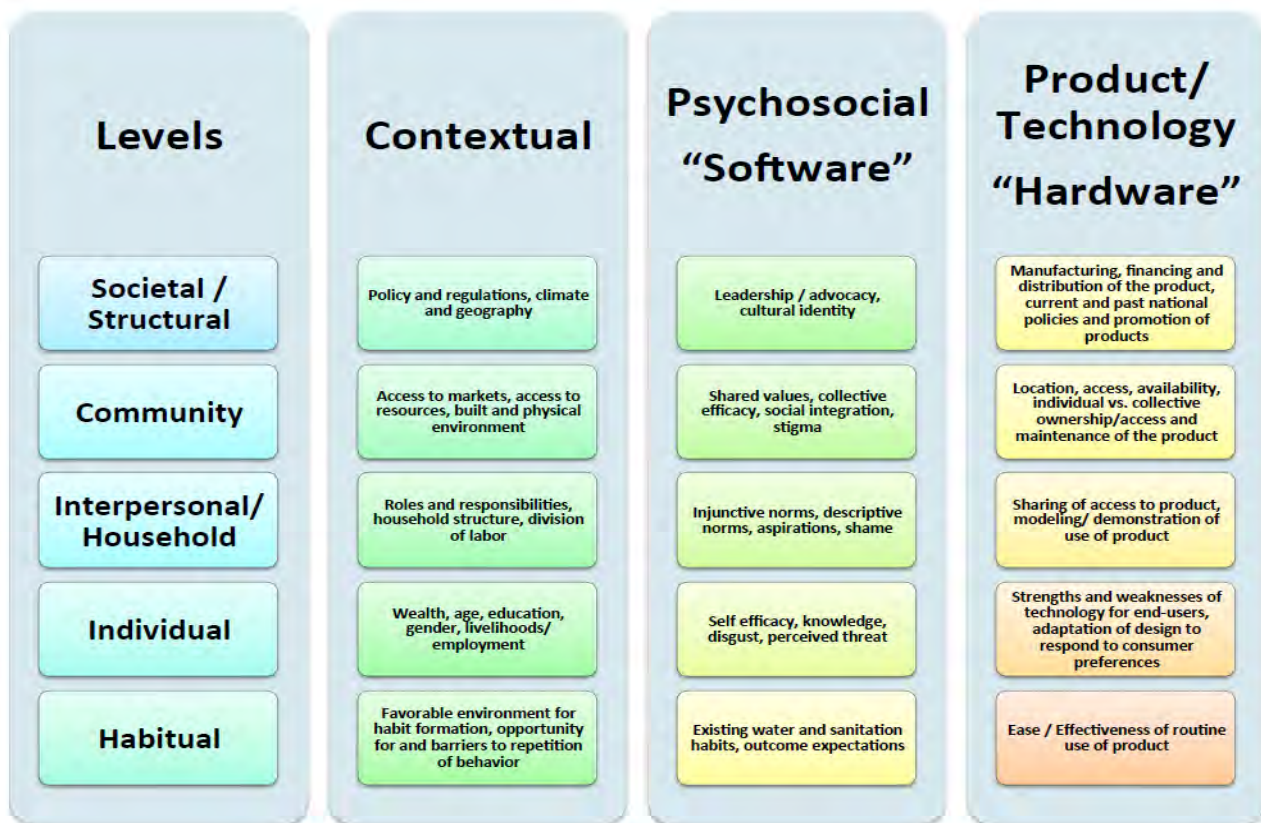 Levels
Contextual
Psychosocial
“Software”
Product/
Technology
“Hardware”
Societal /
Structural
Policy and regulations, climate
and geography
Leadership / advocacy,
cultural identity
Manufacturing, financing and
distribution of the product,
current and past national
policies and promotion of
products
Community
Access to markets, access to
resources, built and physical
environment
Shared values, collective
efficacy, social integration,
stigma
Location, access, availability,
individual vs. collective
ownership/access and
maintenance of the product
Interpersonal/
Household
Roles and responsibilities,
household structure, division
of labor
Injunctive norms, descriptive
norms, aspirations, shame
Sharing of access to product,
modeling/ demonstration of
use of product
Individual
Wealth, age, education,
gender, livelihoods/
employment
Self efficacy, knowledge,
disgust, perceived threat
Strengths and weaknesses of
technology for end-users,
adaptation of design to
respond to consumer
preferences
Habitual
Favorable environment for
habit formation, opportunity
for and barriers to repetition
of behavior
Existing water and sanitation
habits, outcome expectations
Ease / Effectiveness of routine
use of product